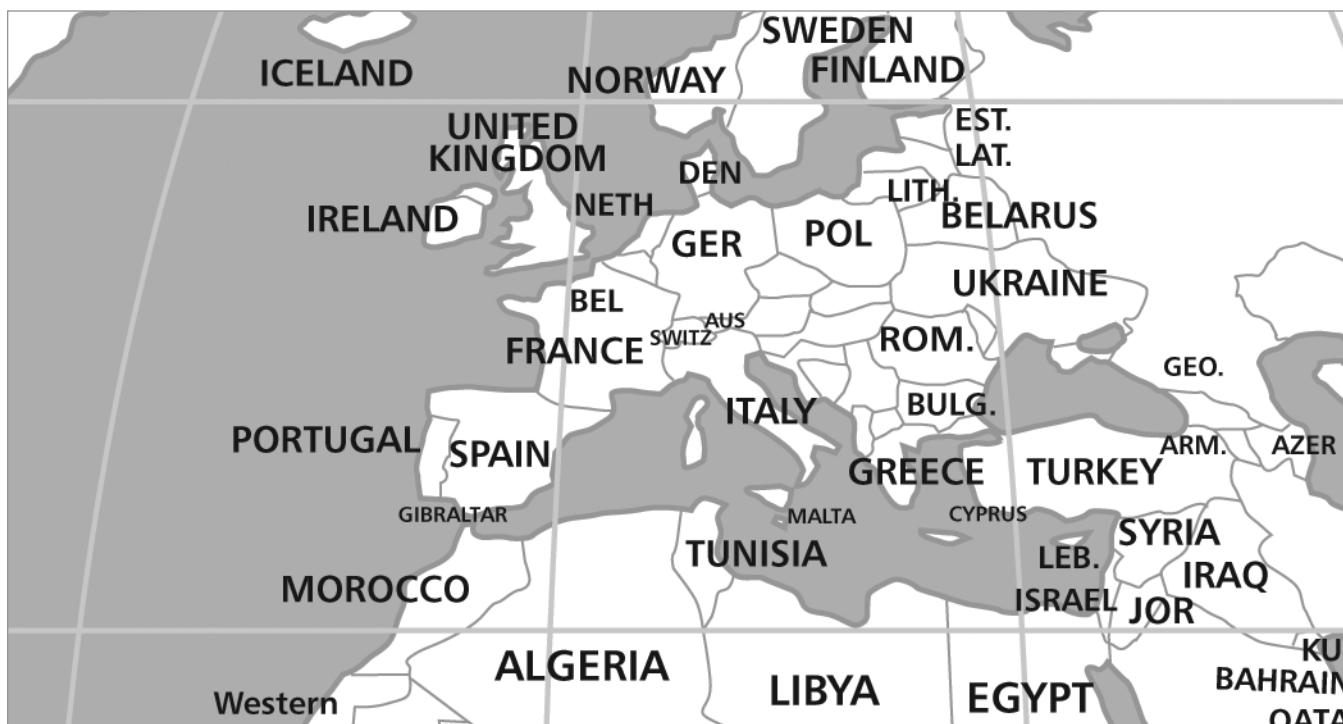 SWEDEN
ICELAND
NORWAY
FINLAND
UNITED
KINGDOM
EST.
LAT.
DEN
LITH.
NETH
IRELAND
BELARUS
GER
POL
UKRAINE
BEL
AUS
SWITZ
FRANCE
ROM.
GEO.
ITALY
BULG.
PORTUGAL
SPAIN
ARM.
AZER
GREECE
TURKEY
GIBRALTAR
MALTA
CYPRUS
SYRIA
TUNISIA
LEB.
IRAQ
MOROCCO
ISRAEL
JOR
KU
ALGERIA
BAHRAIN
LIBYA
EGYPT
Western
QATA